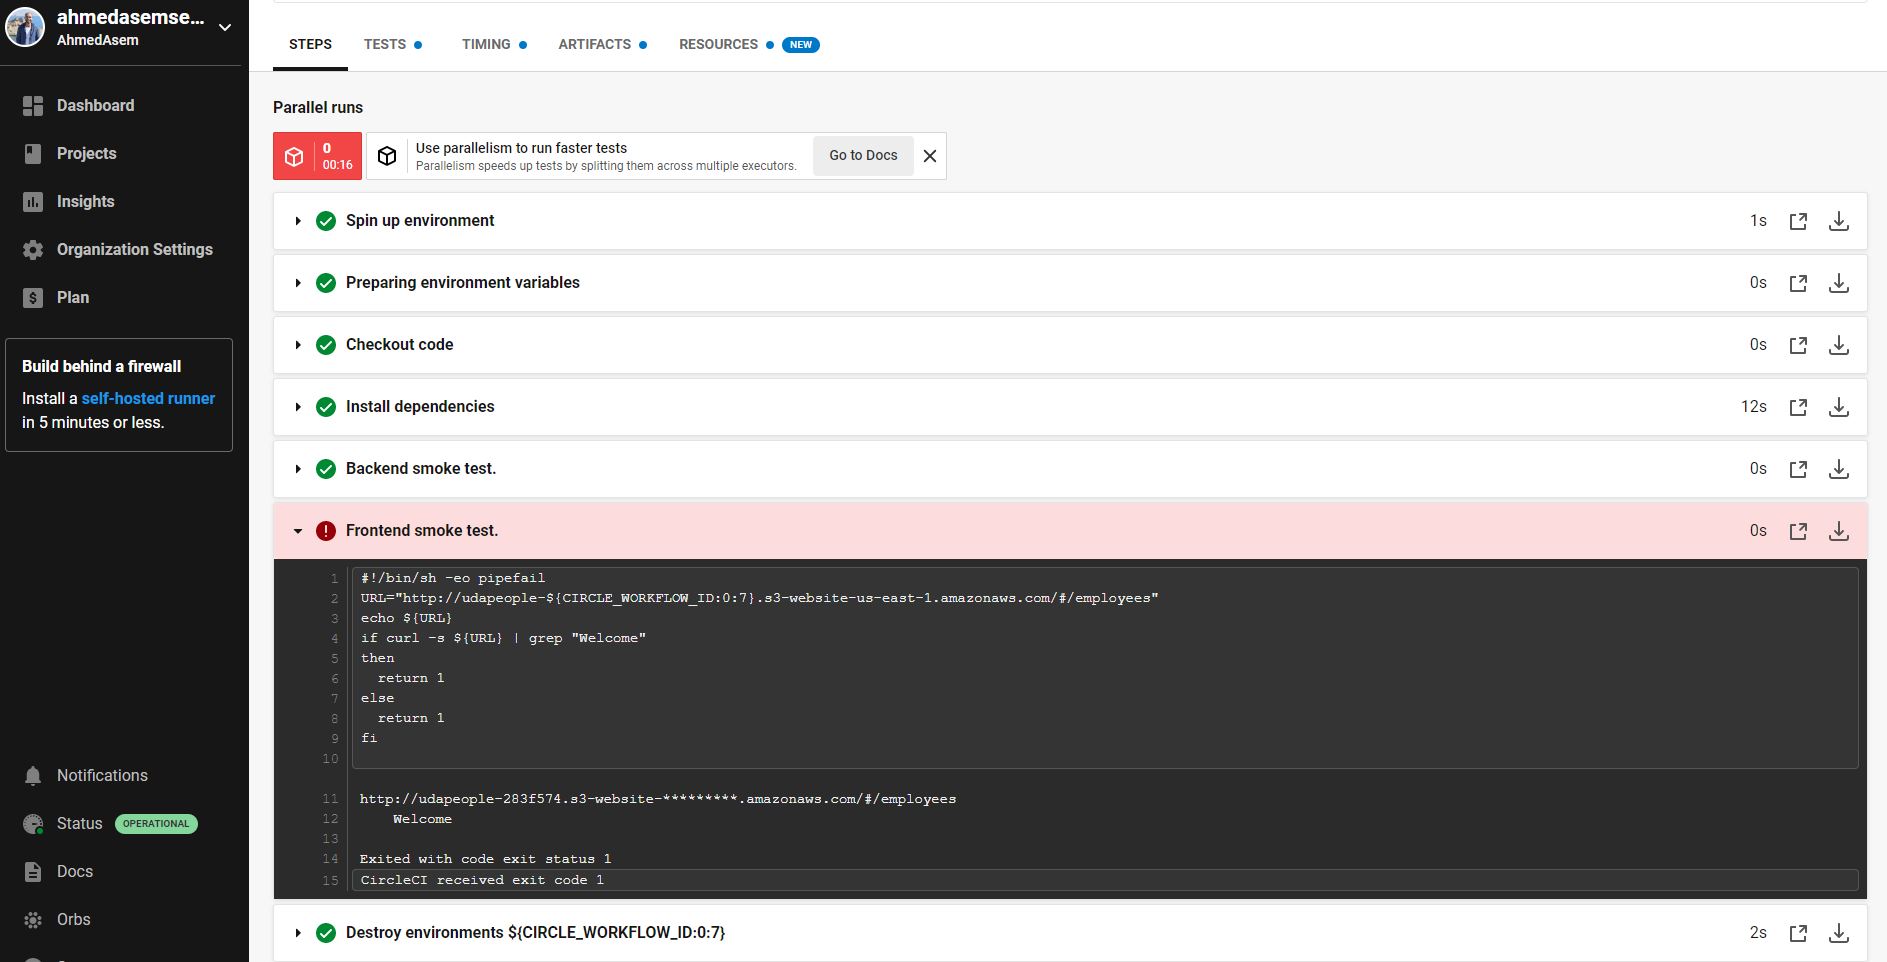 ahmedasemse...
AhmedAsem
Dashboard
Projects
Insights
Organization Settings
Plan
Build behind a firewall
Install a self-hosted runner
in 5 minutes or less.
Notifications
Status OPERATIONAL
Docs
Orbs
STEPS TESTS TIMING ARTIFACTS RESOURCES NEW
Parallel runs
0
00:16
Use parallelism to run faster tests
Parallelism speeds up tests by splitting them across multiple executors.
Go to Docs
Spin up environment 1s
Preparing environment variables 0s
Checkout code 0s
Install dependencies 12s
Backend smoke test. 0s
Frontend smoke test. 0s
1 #!/bin/sh -eo pipefail
2 URL="http://udapeople-${CIRCLE_WORKFLOW_ID:0:7}.s3-website-us-east-1.amazonaws.com/#/employees"
3 echo ${URL}
4 if curl -s ${URL} | grep "Welcome"
5 then
6 return 1
7 else
8 return 1
9 fi
10
11 http://udapeople-283f574.s3-website-*********.amazonaws.com/#/employees
12 Welcome
13
14 Exited with code exit status 1
15 CircleCI received exit code 1
Destroy environments ${CIRCLE_WORKFLOW_ID:0:7} 2s